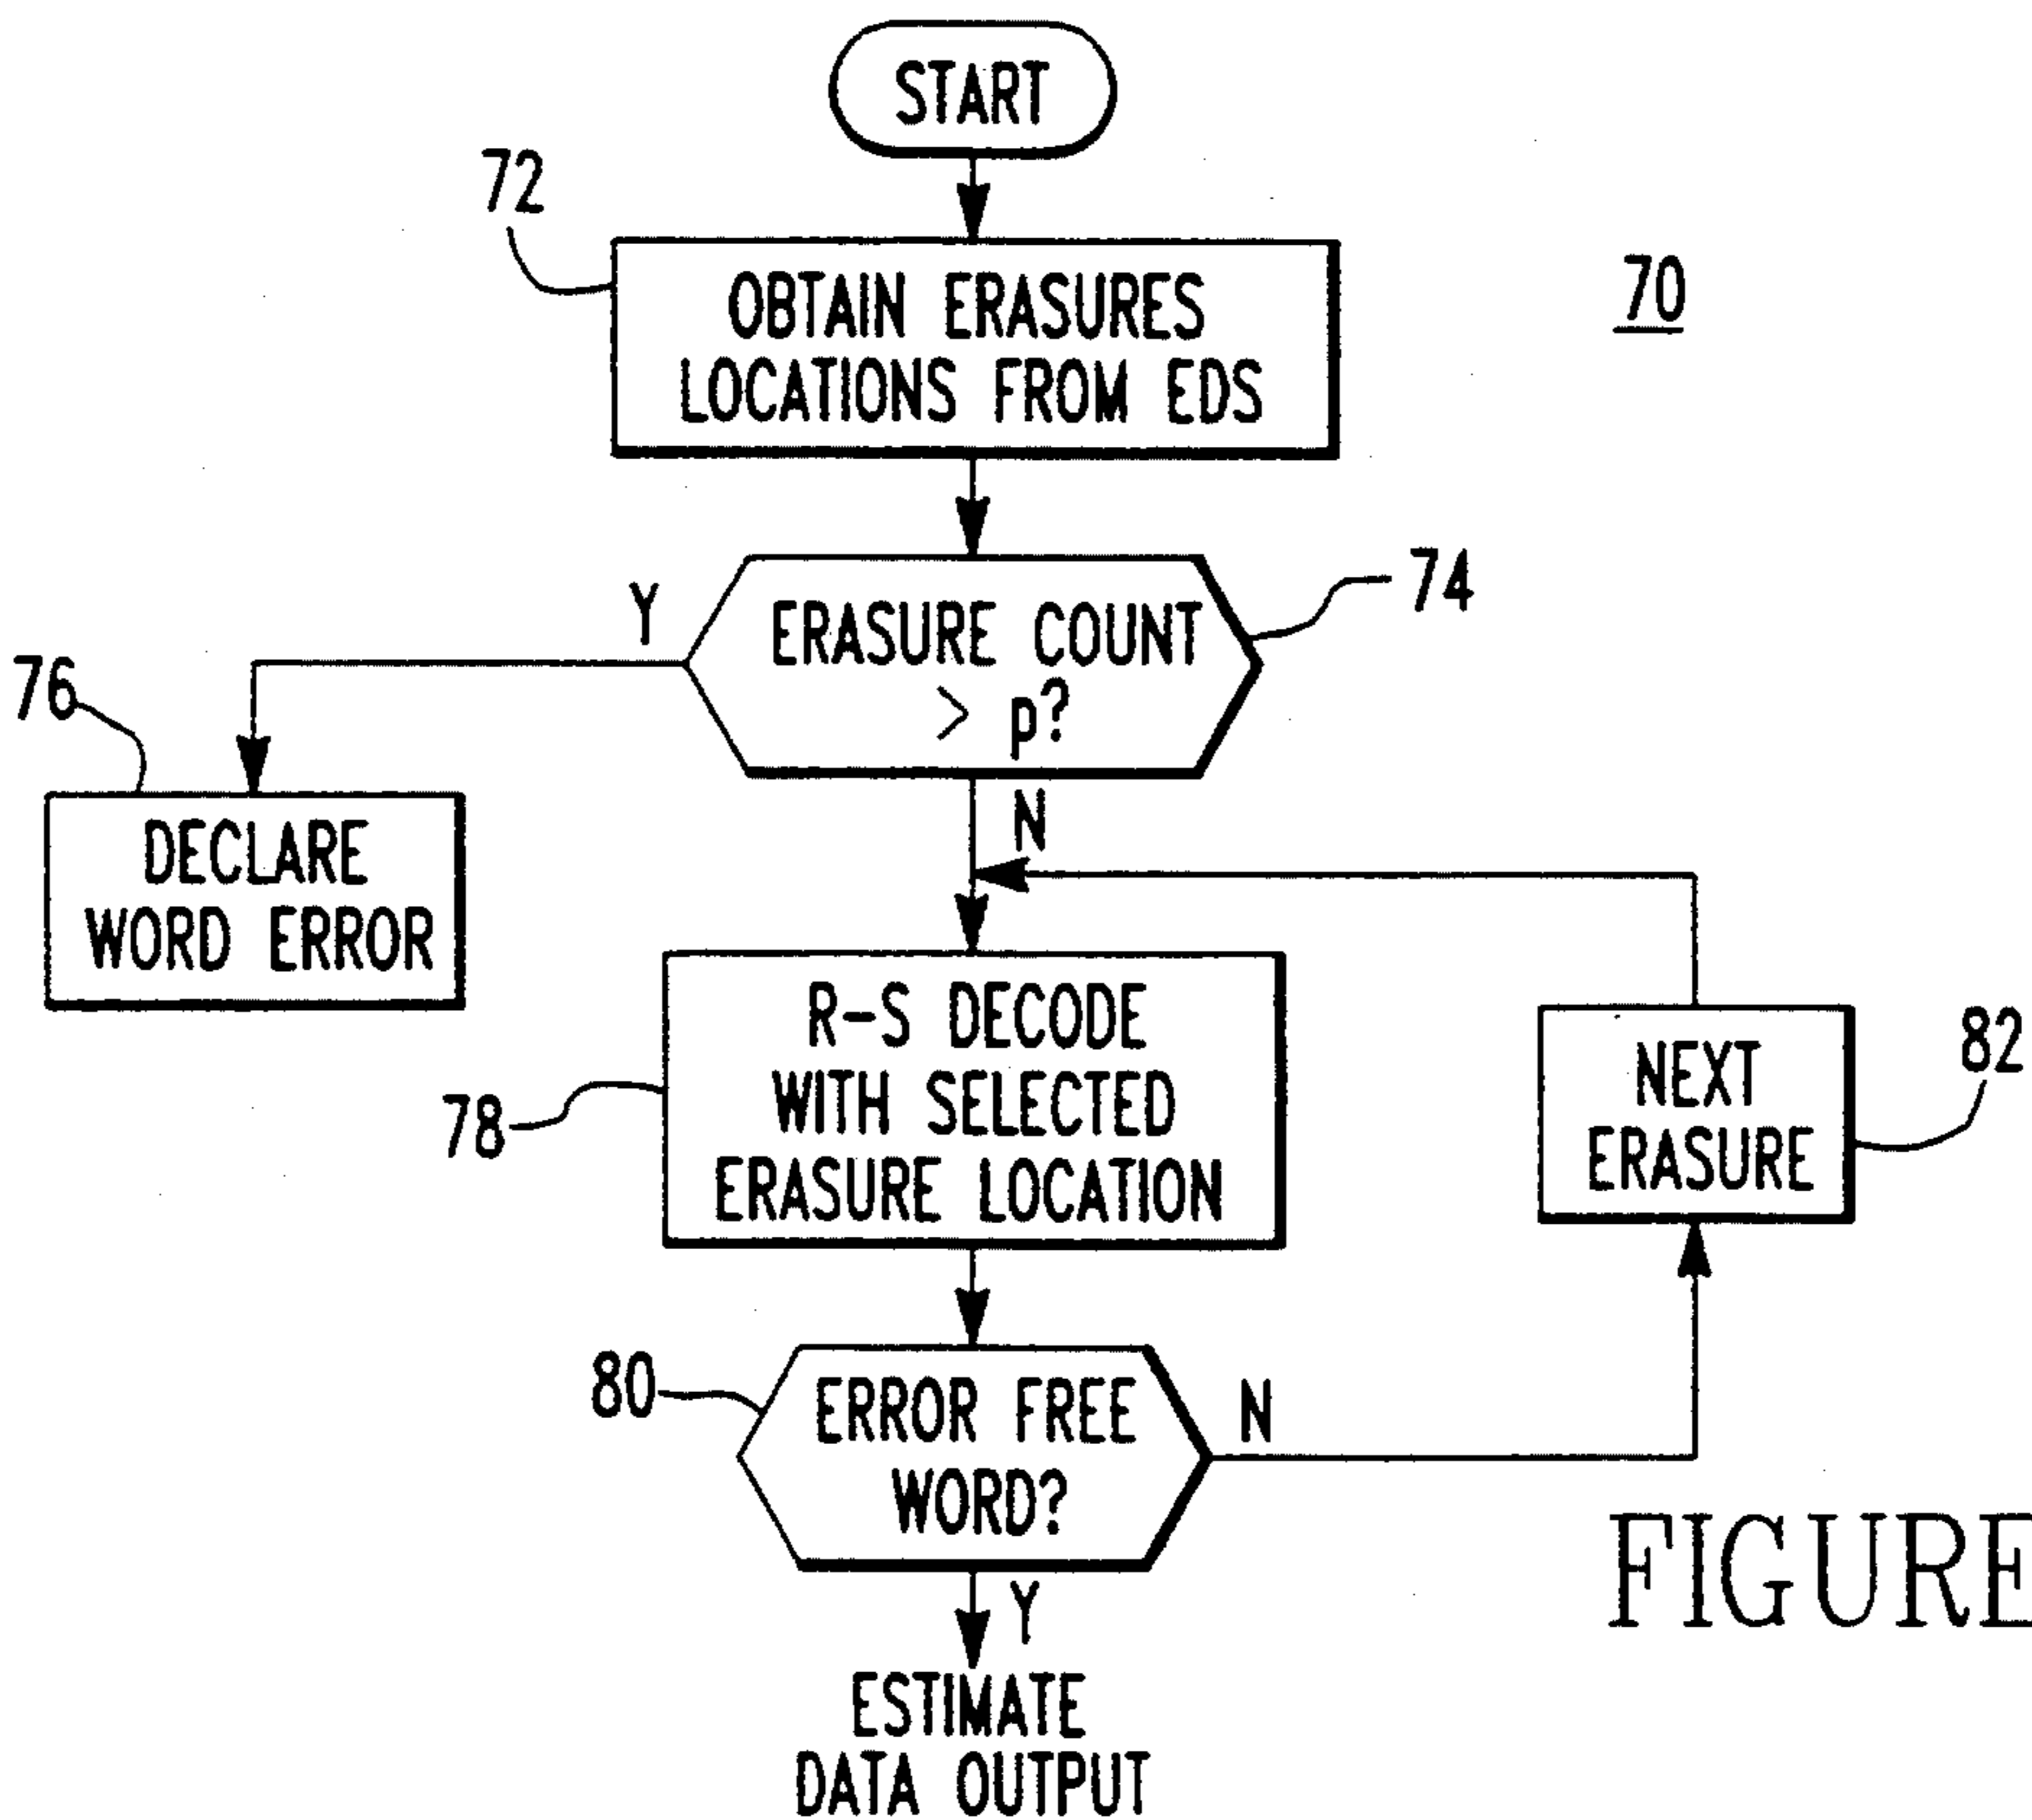 START
72
OBTAIN ERASURES
LOCATIONS FROM EDS
70
74
ERASURE COUNT
> p?
Y
N
76
DECLARE
WORD ERROR
R-S DECODE
WITH SELECTED
ERASURE LOCATION
78
NEXT
ERASURE
82
80
ERROR FREE
WORD?
N
Y
FIGURE
ESTIMATE
DATA OUTPUT